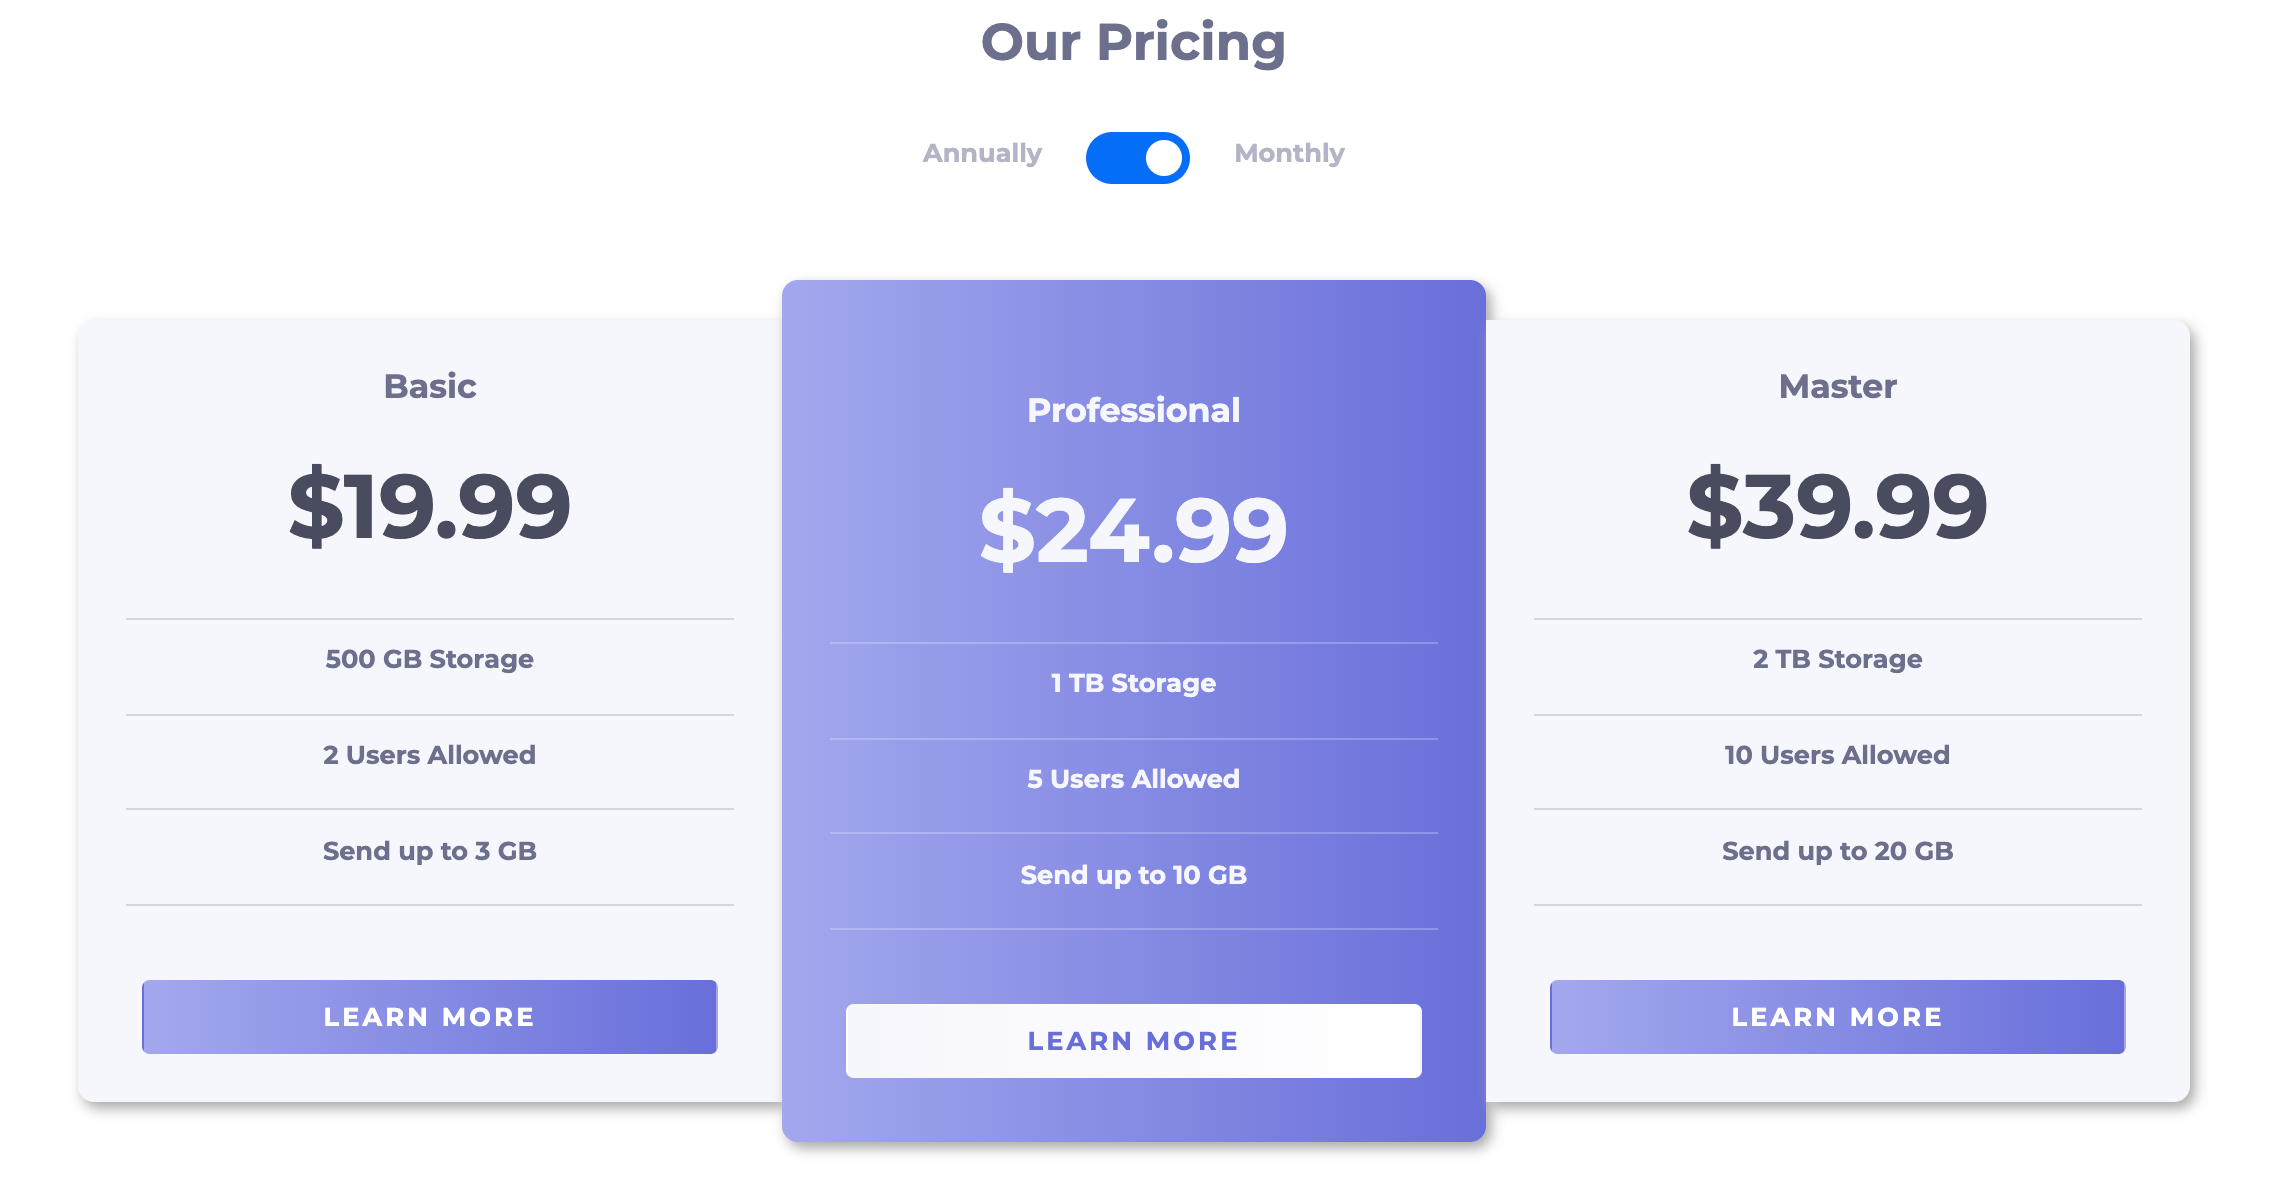 Our Pricing
Annually
Monthly
Basic
$19.99
500 GB Storage
2 Users Allowed
Send up to 3 GB
LEARN MORE
Professional
$24.99
1 TB Storage
5 Users Allowed
Send up to 10 GB
LEARN MORE
Master
$39.99
2 TB Storage
10 Users Allowed
Send up to 20 GB
LEARN MORE